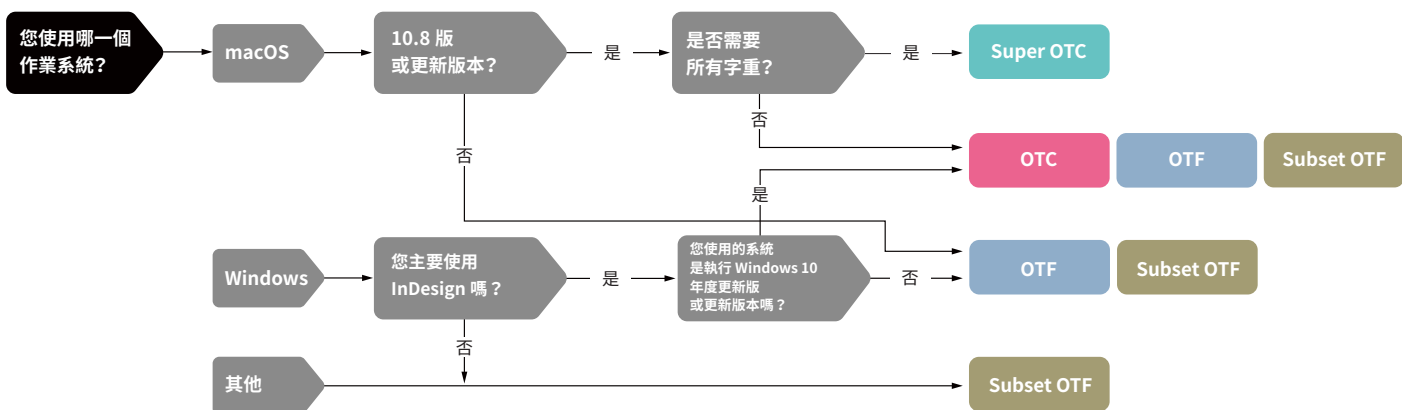 您使用哪一個
作業系統？
macOS
10.8 版
或更新版本？
是
是否需要
所有字重？
是
Super OTC
否
否
OTC
OTF
Subset OTF
是
Windows
您主要使用
InDesign 嗎？
是
您使用的系統
是執行 Windows 10
年度更新版
或更新版本嗎？
否
OTF
Subset OTF
否
其他
Subset OTF